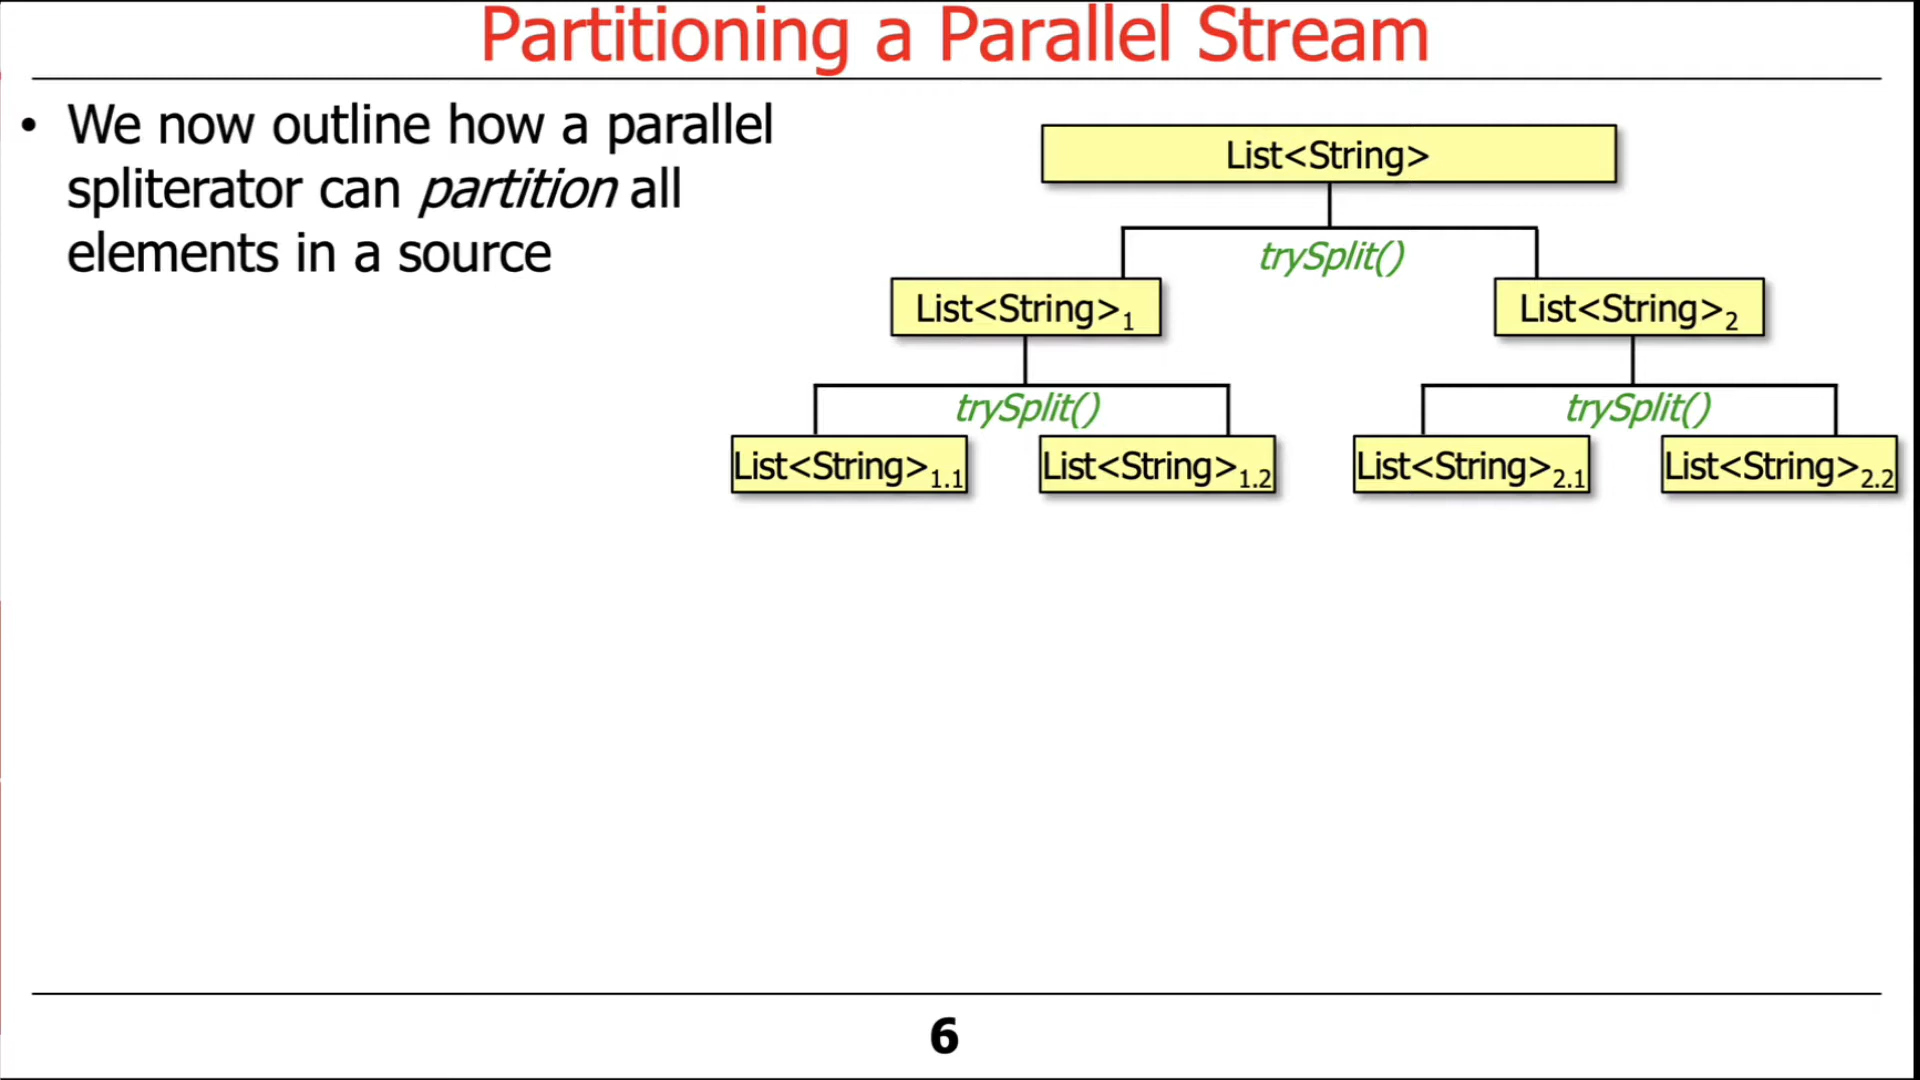 Partitioning a Parallel Stream
• We now outline how a parallel
spliterator can partition all
elements in a source
List<String>
trySplit()
List<String>1
List<String>2
trySplit()
trySplit()
List<String>1.1
List<String>1.2
List<String>2.1
List<String>2.2
6